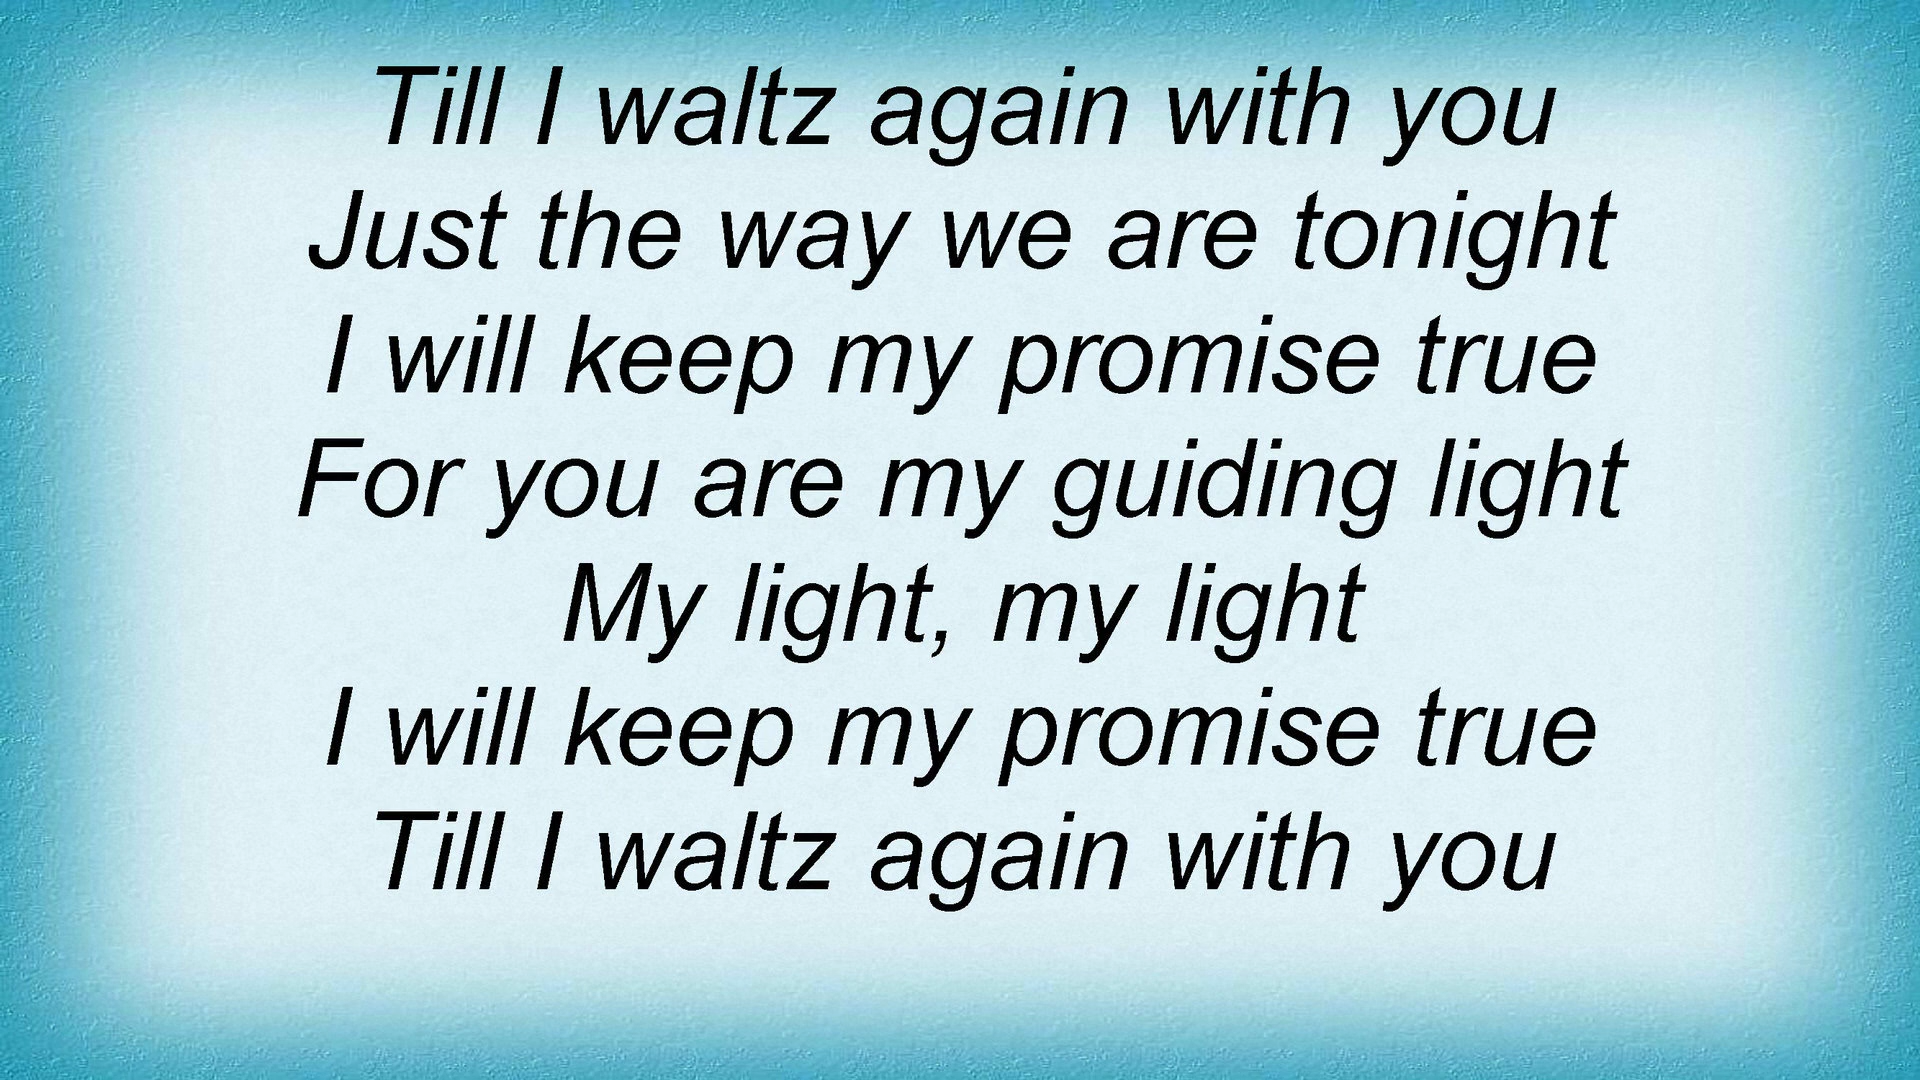 Till I waltz again with you
Just the way we are tonight
I will keep my promise true
For you are my guiding light
My light, my light
I will keep my promise true
Till I waltz again with you